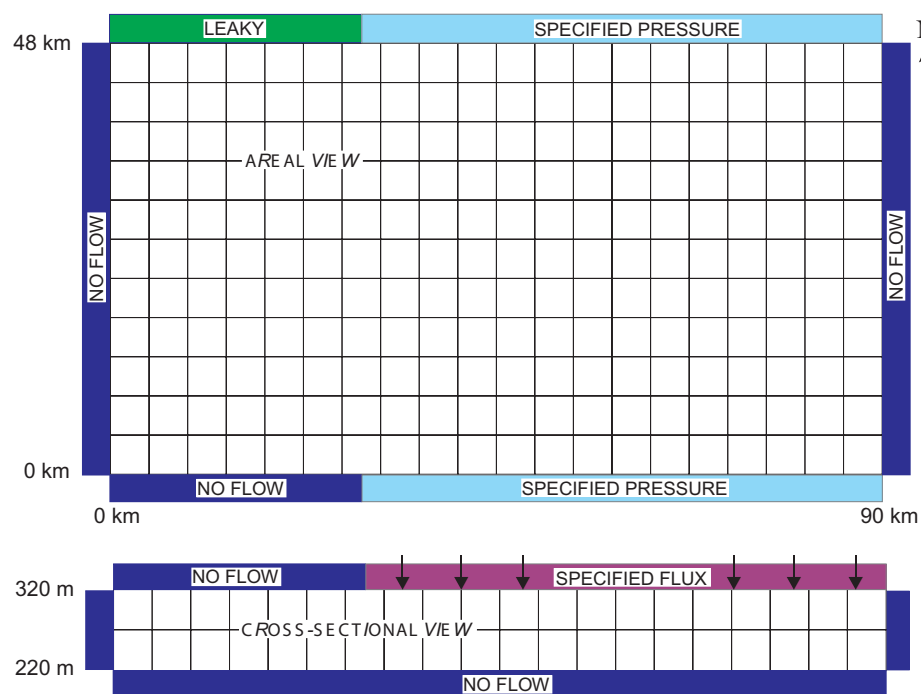 LEAKY
SPECIFIED PRESSURE
48 km
AREAL VIEW
NO FLOW
NO FLOW
0 km
NO FLOW
SPECIFIED PRESSURE
0 km
90 km
NO FLOW
SPECIFIED FLUX
320 m
CROSS-SECTIONAL VIEW
220 m
NO FLOW